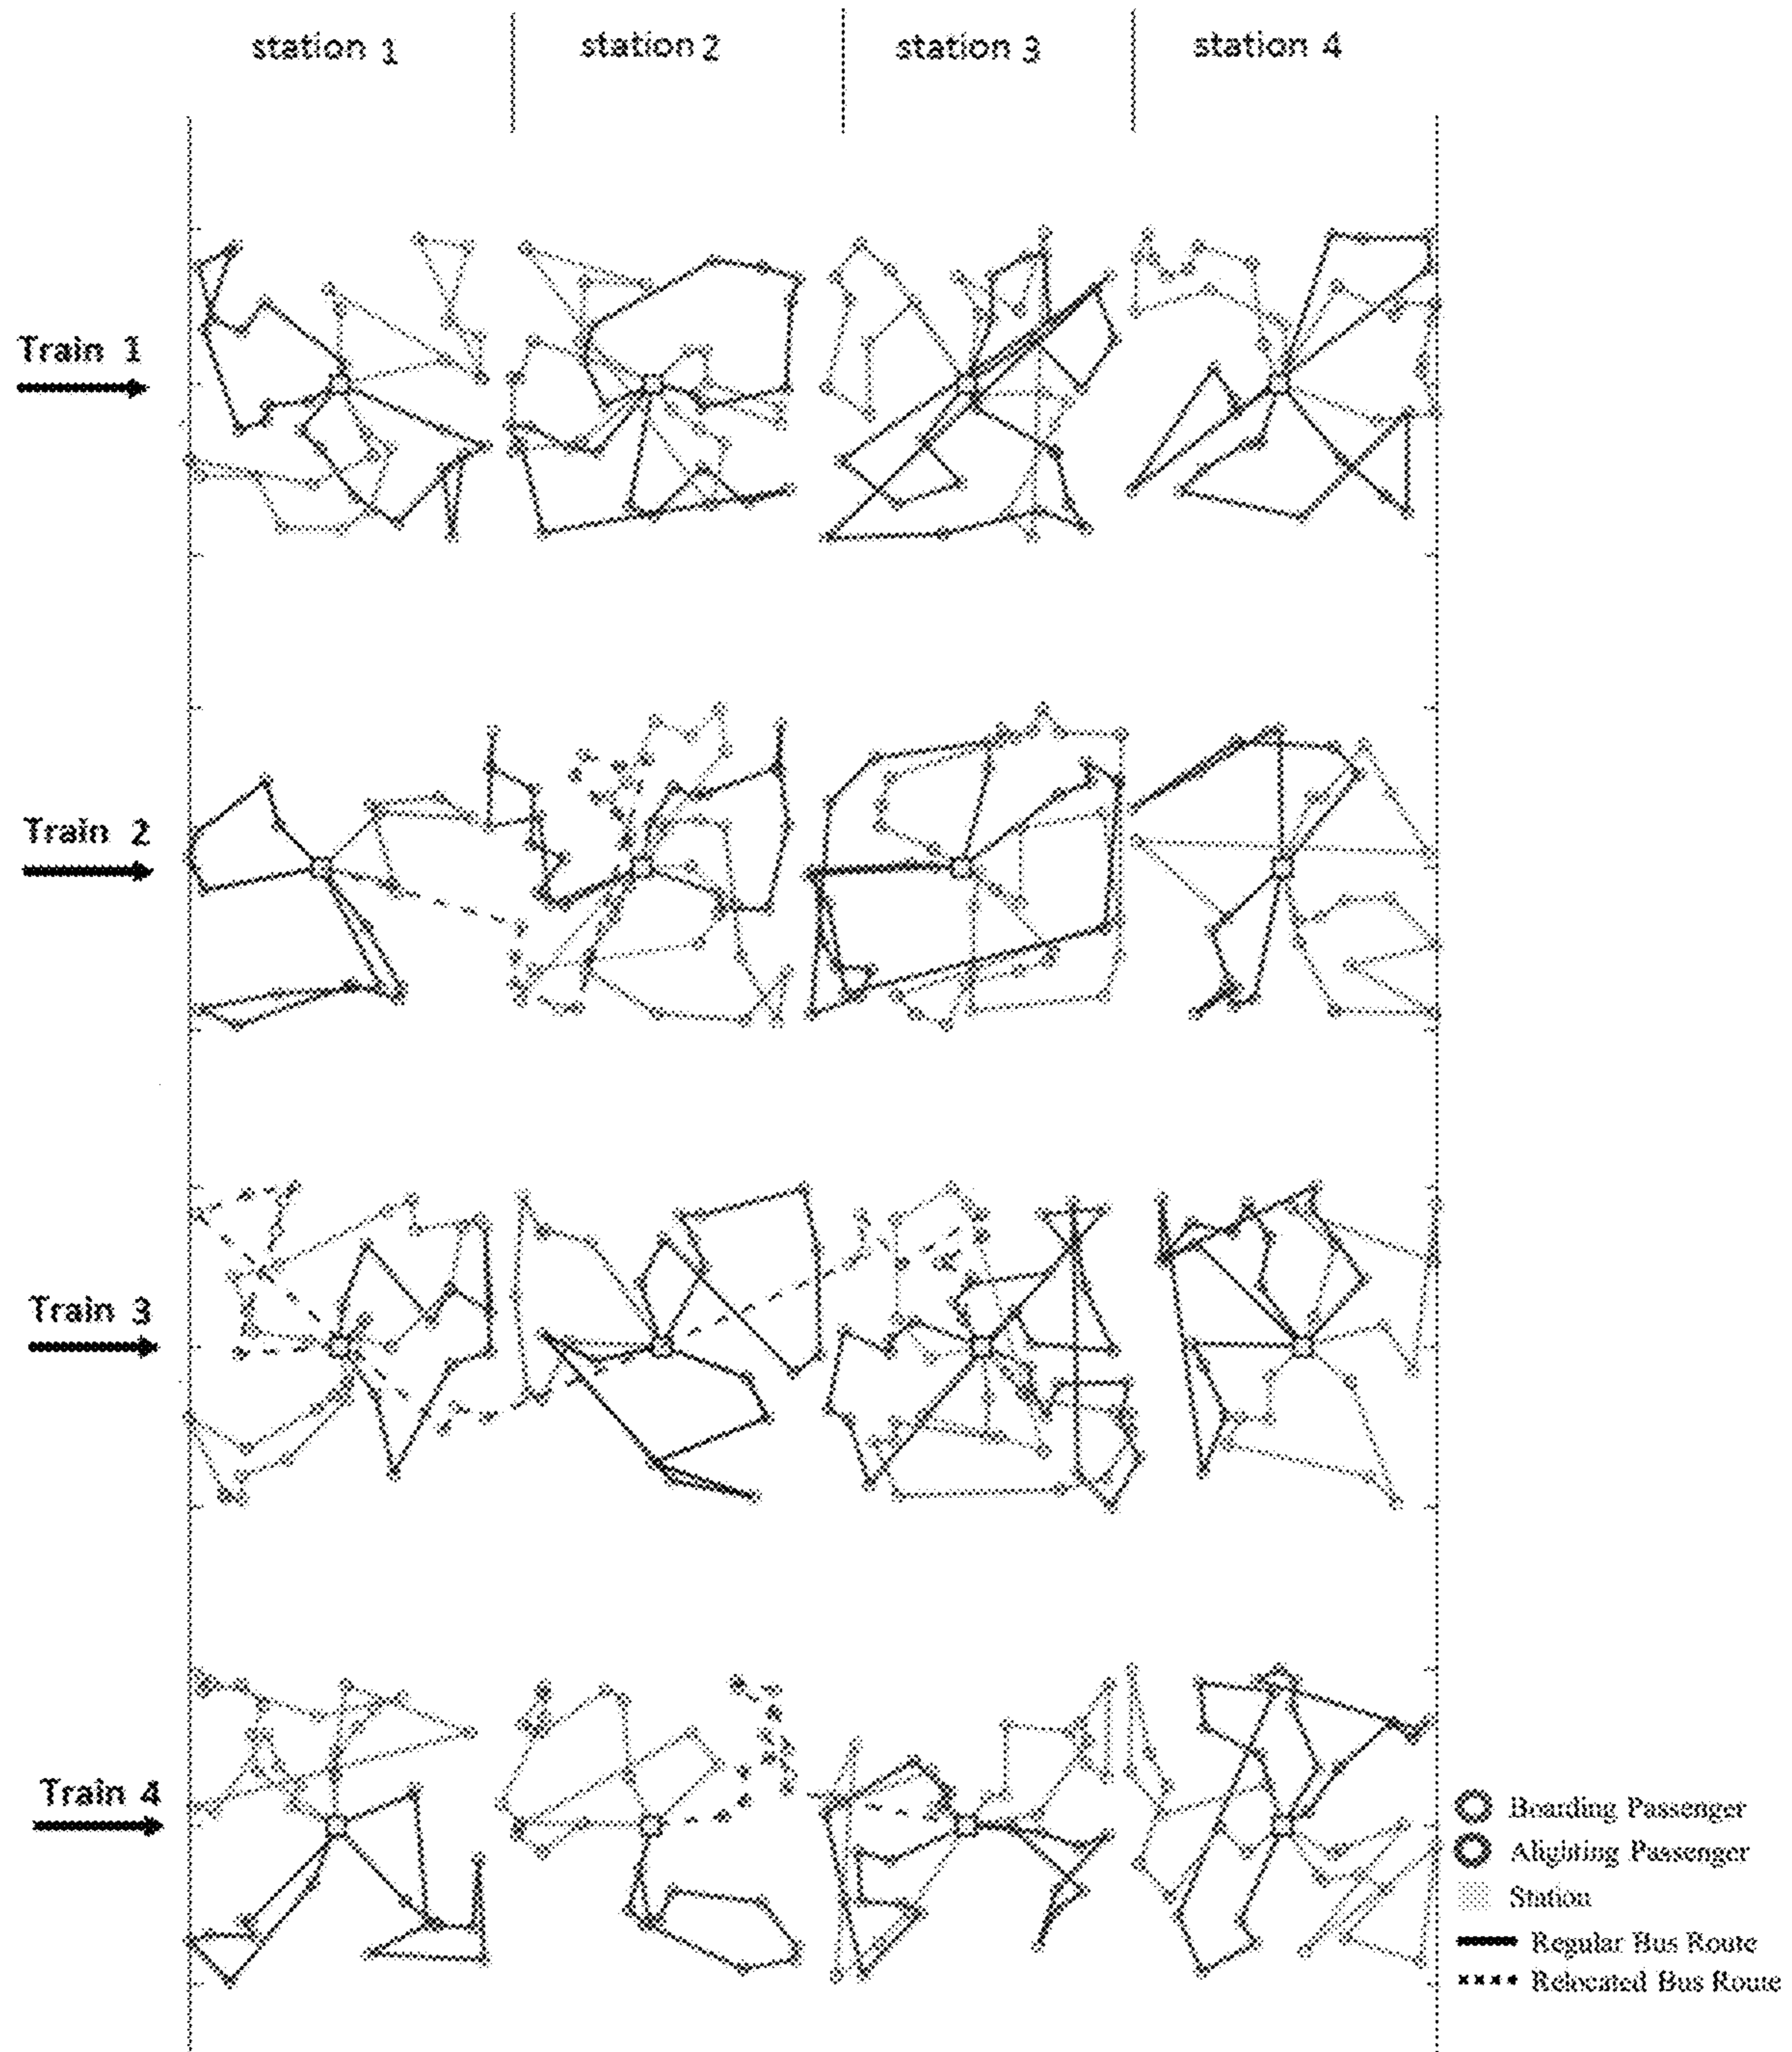 station 1
station 2
station 3
station 4
Train 1
Train 2
Train 3
Train 4
Boarding Passenger
Alighting Passenger
Station
Regular Bus Route
Relocated Bus Route